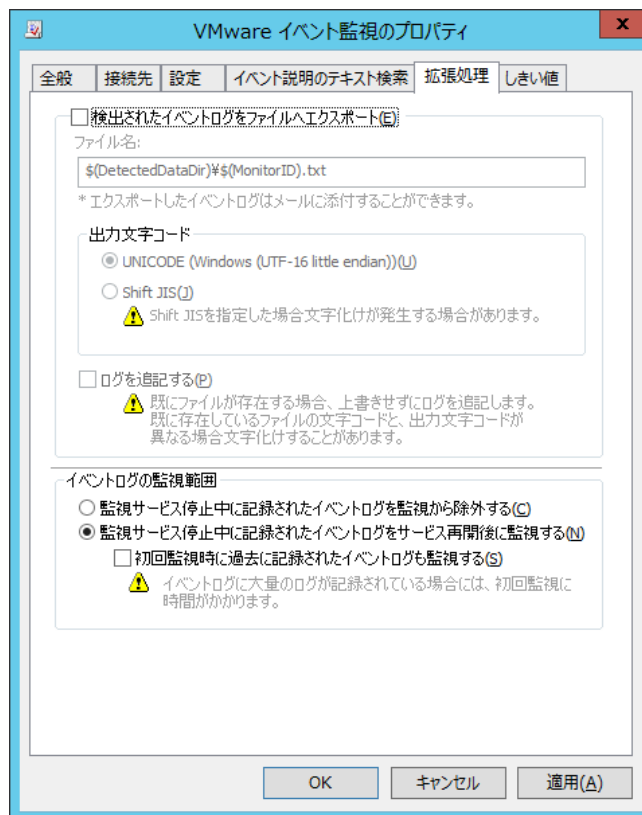 VMware イベント監視のプロパティ
x
全般 接続先 設定 イベント説明のテキスト検索 拡張処理 しきい値
検出されたイベントログをファイルへエクスポート(E)
ファイル名:
$(DetectedDataDir)¥$(MonitorID).txt
* エクスポートしたイベントログはメールに添付することができます。
出力文字コード
UNICODE (Windows (UTF-16 little endian))(U)
Shift JIS(J)
Shift JISを指定した場合文字化けが発生する場合があります。
ログを追記する(P)
既にファイルが存在する場合、上書きせずにログを追記します。
既に存在しているファイルの文字コードと、出力文字コードが
異なる場合文字化けすることがあります。
イベントログの監視範囲
監視サービス停止中に記録されたイベントログを監視から除外する(C)
監視サービス停止中に記録されたイベントログをサービス再開後に監視する(N)
初回監視時に過去に記録されたイベントログも監視する(S)
イベントログに大量のログが記録されている場合には、初回監視に
時間がかかります。
OK キャンセル 適用(A)